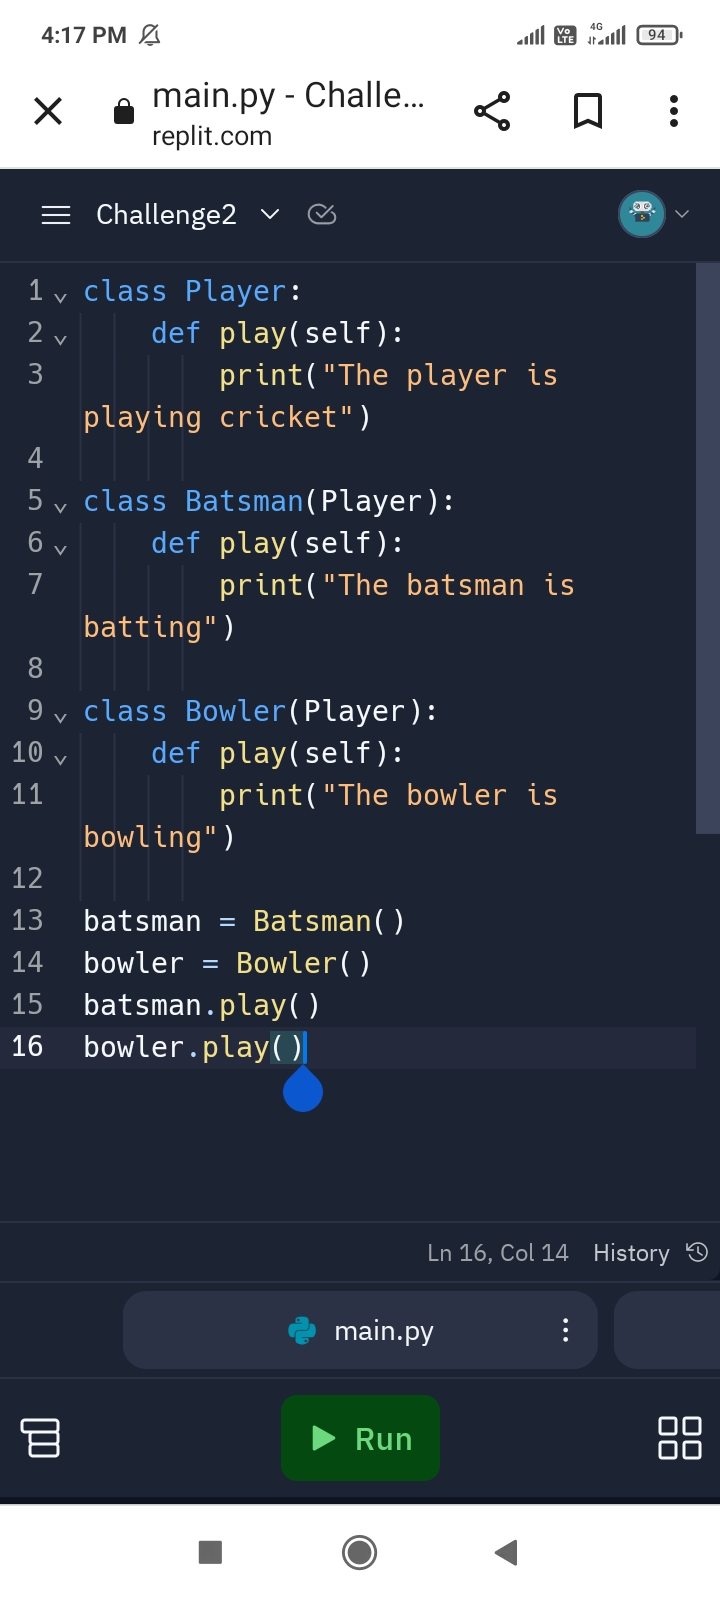 4:17 PM
Vo LTE
4G
94
main.py - Challe...
replit.com
Challenge2
1 class Player:
2     def play(self):
3         print("The player is
playing cricket")
4
5 class Batsman(Player):
6     def play(self):
7         print("The batsman is
batting")
8
9 class Bowler(Player):
10     def play(self):
11         print("The bowler is
bowling")
12
13 batsman = Batsman()
14 bowler = Bowler()
15 batsman.play()
16 bowler.play()
Ln 16, Col 14 History
main.py
Run